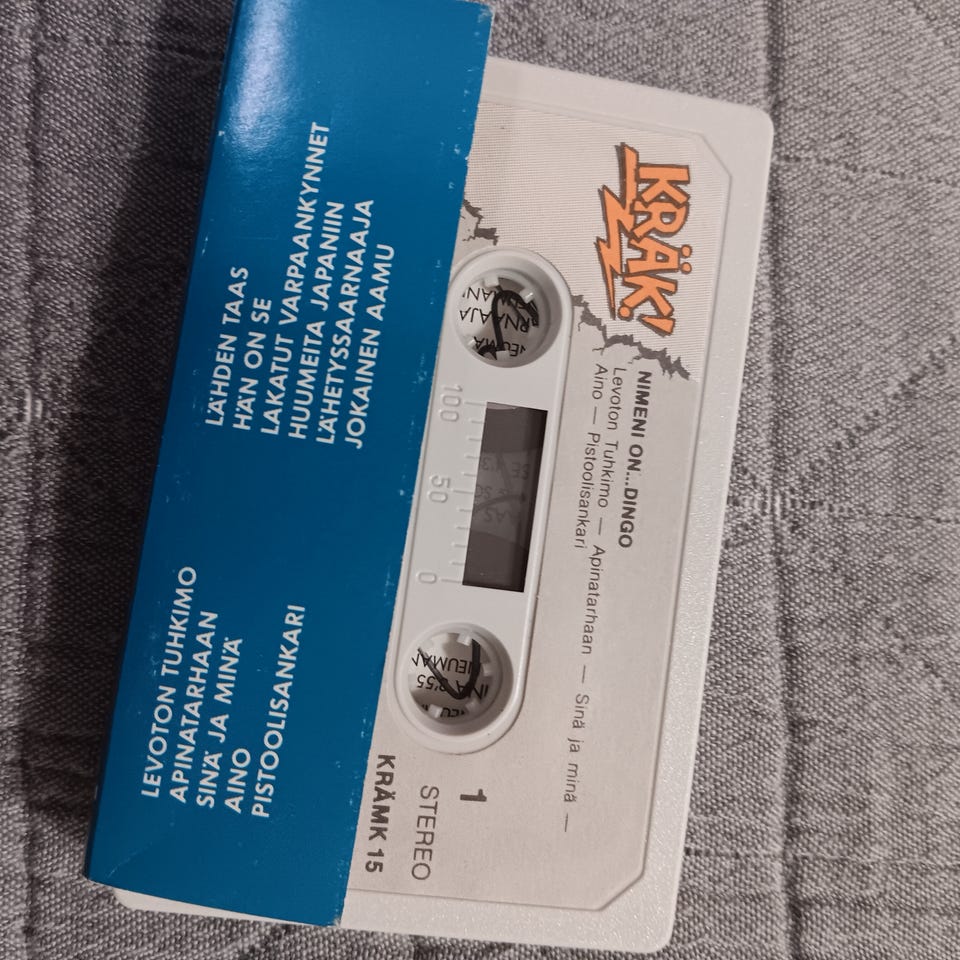 LEVOTON TUHKIMO
APINATARHAAN
SINÄ JA MINÄ
AINO
PISTOOLISANKARI
LÄHDEN TAAS
HÄN ON SE
LAKATUT VARPAANKYNNET
HUUMEITA JAPANIIN
LÄHETYSSAARNAAJA
JOKAINEN AAMU
KRÄK!
NIMENI ON...DINGO
Levoton Tuhkimo — Apinatarhaan — Sinä ja minä —
Aino — Pistoolisankari
100
50
0
1
STEREO
KRÄMK 15